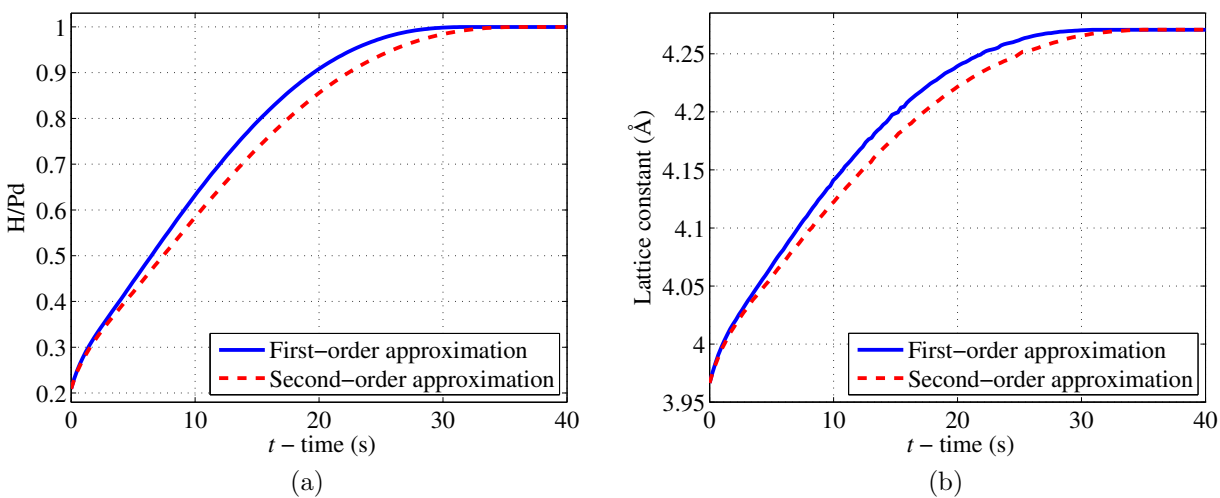 1
0.9
0.8
0.7
0.6
0.5
0.4
0.3
0.2
H/Pd
0
10
20
30
40
t − time (s)
First−order approximation
Second−order approximation
(a)
4.25
4.2
4.15
4.1
4.05
4
3.95
Lattice constant (Å)
0
10
20
30
40
t − time (s)
First−order approximation
Second−order approximation
(b)